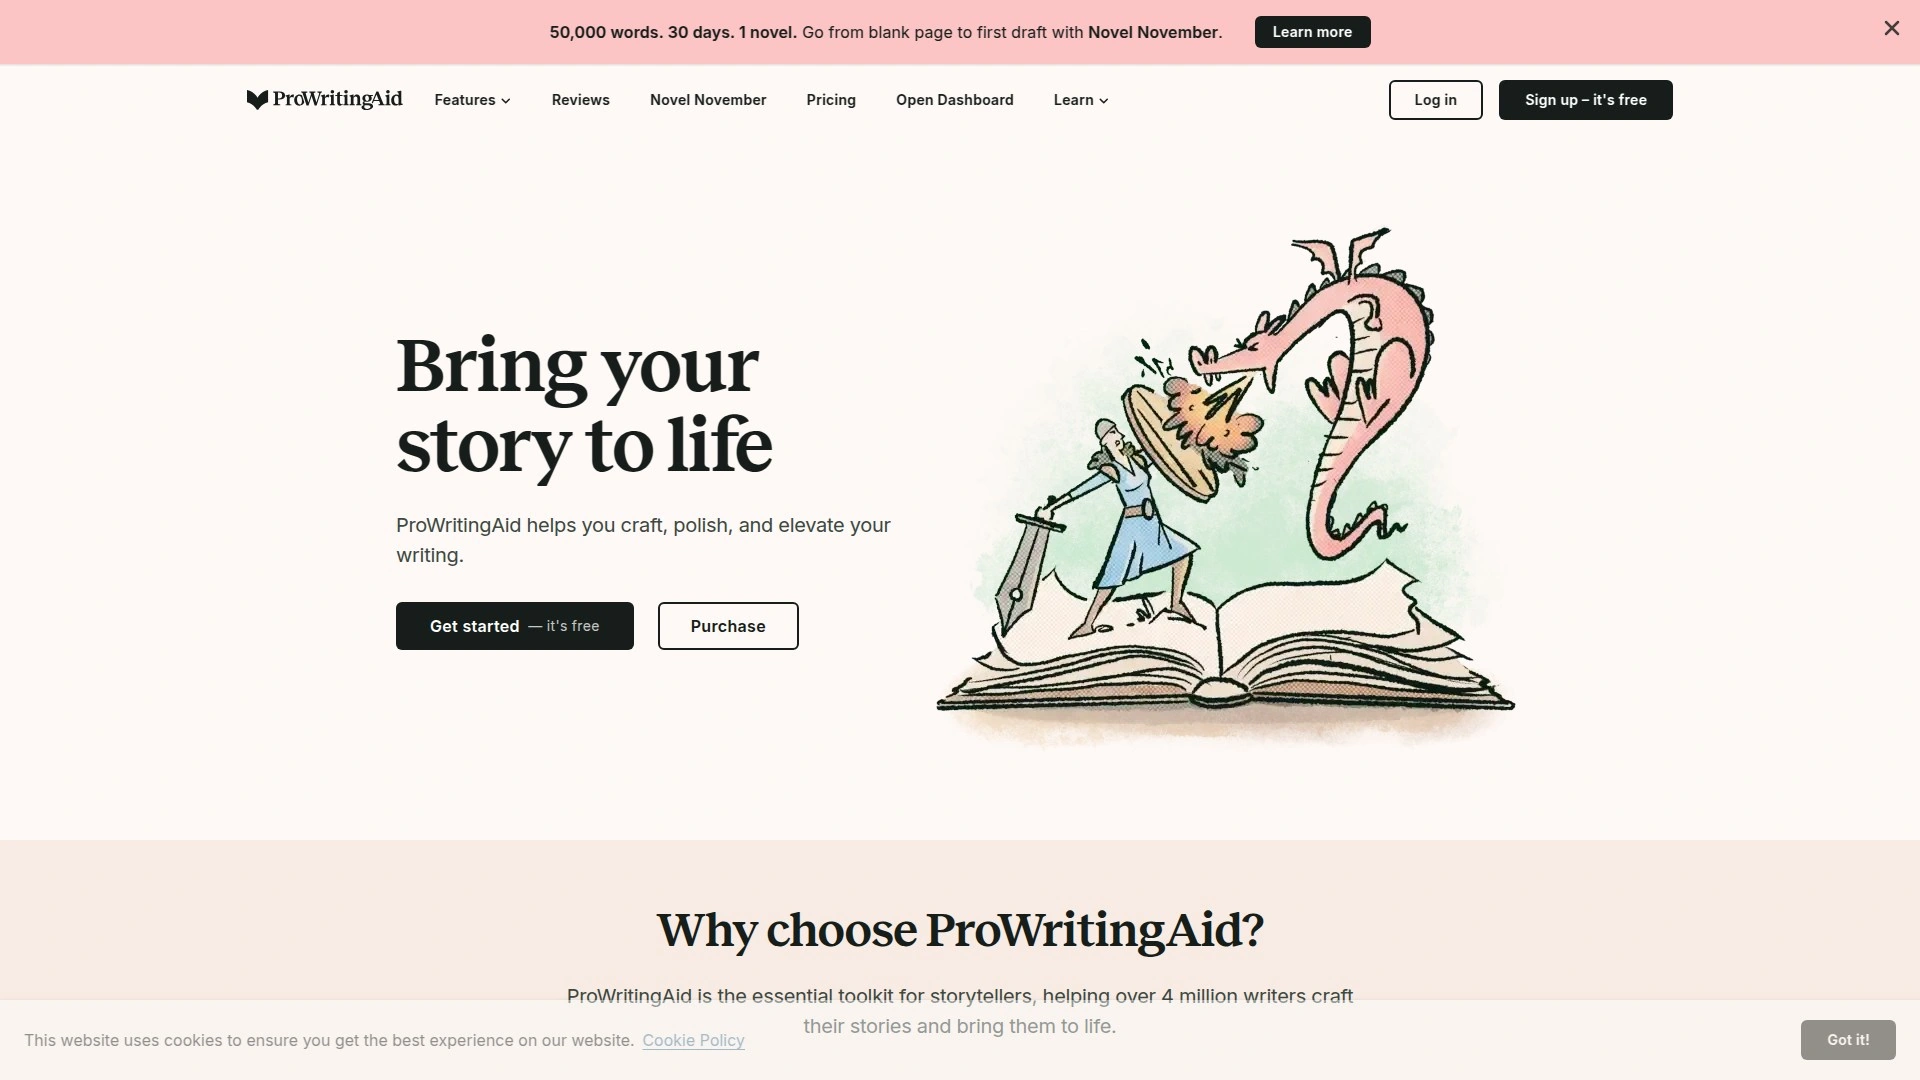 50,000 words. 30 days. 1 novel. Go from blank page to first draft with Novel November.
Learn more
ProWritingAid
Features
Reviews
Novel November
Pricing
Open Dashboard
Learn
Log in
Sign up – it's free
Bring your
story to life
ProWritingAid helps you craft, polish, and elevate your
writing.
Get started — it's free
Purchase
Why choose ProWritingAid?
ProWritingAid is the essential toolkit for storytellers, helping over 4 million writers craft
their stories and bring them to life.
This website uses cookies to ensure you get the best experience on our website. Cookie Policy
Got it!